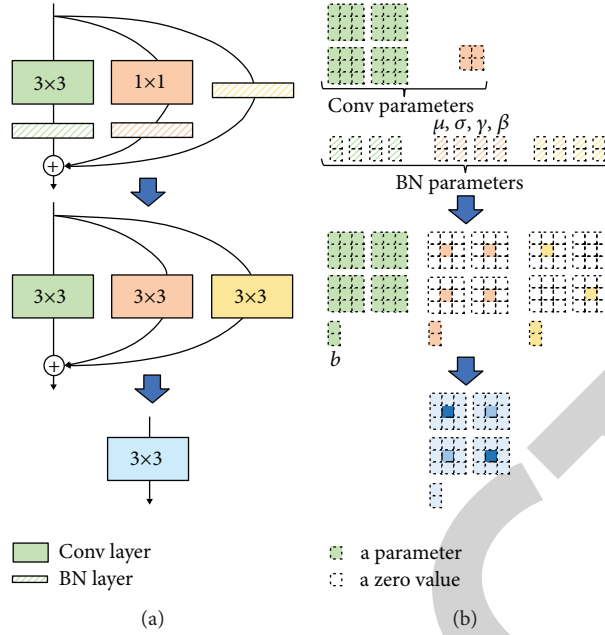 3×3
1×1
+
3×3
3×3
3×3
+
3×3
Conv layer
BN layer
(a)
Conv parameters
μ, σ, γ, β
BN parameters
b
a parameter
a zero value
(b)